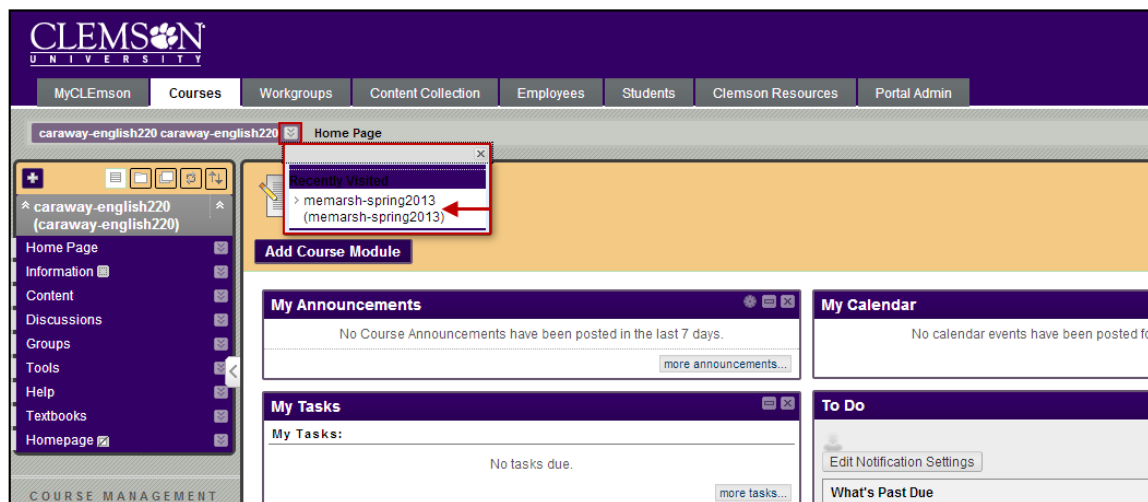 CLEMSON
UNIVERSITY
MyCLEmson Courses Workgroups Content Collection Employees Students Clemson Resources Portal Admin
caraway-english220 caraway-english220 Home Page
Recently Visited
memarsh-spring2013
(memarsh-spring2013)
caraway-english220
(caraway-english220)
Home Page
Information
Content
Discussions
Groups
Tools
Help
Textbooks
Homepage
COURSE MANAGEMENT
Add Course Module
My Announcements
No Course Announcements have been posted in the last 7 days.
more announcements...
My Tasks
My Tasks:
No tasks due.
more tasks...
My Calendar
No calendar events have been posted fo
To Do
Edit Notification Settings
What's Past Due